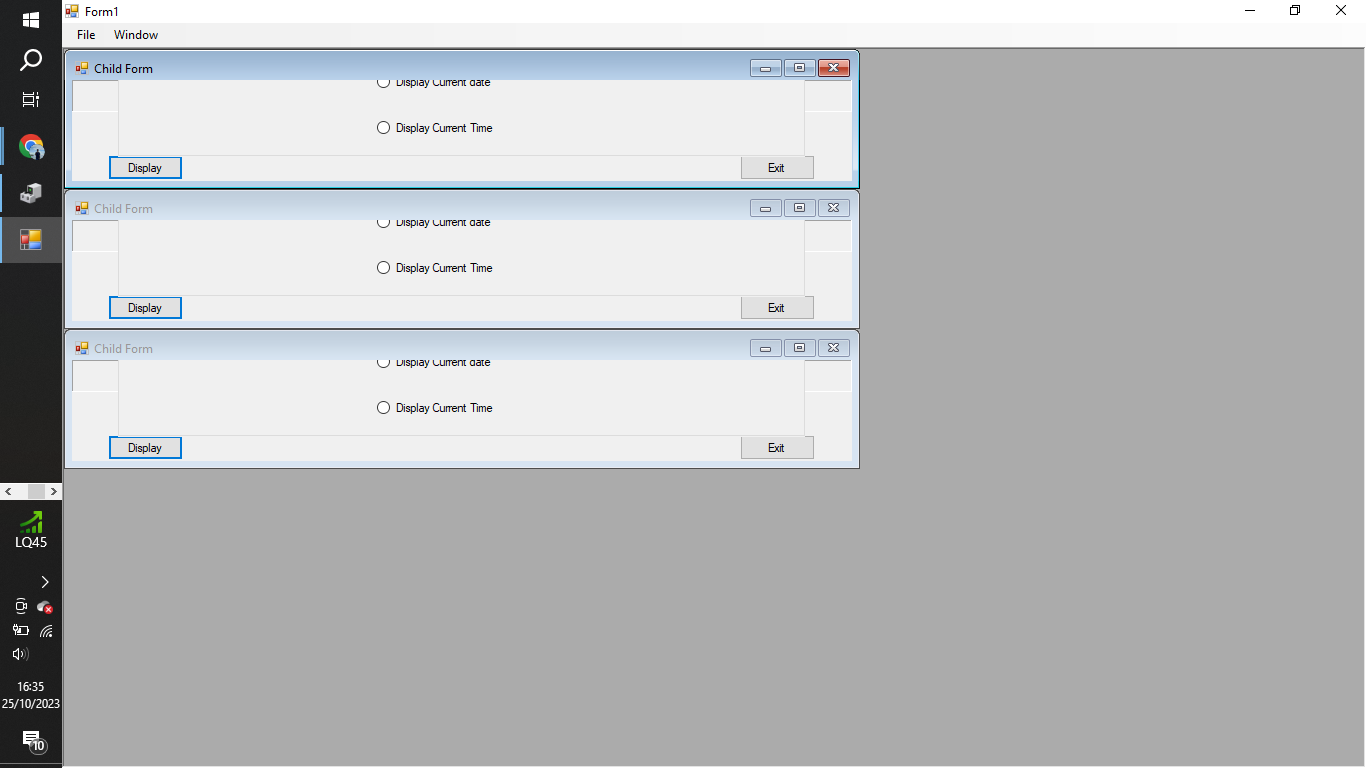 Form1
File Window
Child Form
Display Current date
Display Current Time
Display Exit
Child Form
Display Current date
Display Current Time
Display Exit
Child Form
Display Current date
Display Current Time
Display Exit
LQ45
16:35
25/10/2023
10